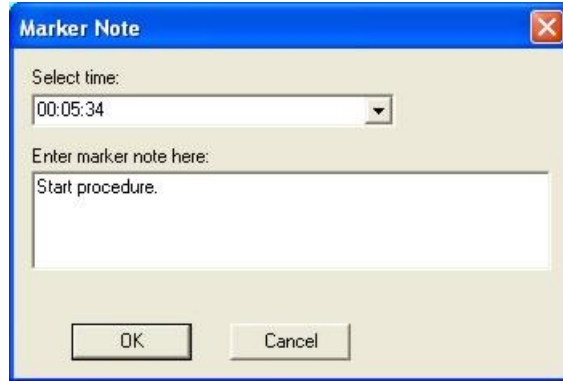 Marker Note
Select time:
00:05:34
Enter marker note here:
Start procedure.
OK
Cancel